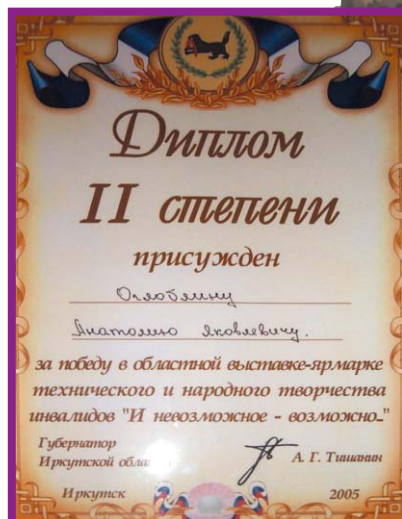 Диплом
II степени
присужден
Оглоблину
Анатолию Яковлевичу.
за победу в областной выставке-ярмарке
технического и народного творчества
инвалидов "И невозможное - возможно..."
Губернатор
Иркутской обла
А. Г. Тишанин
Иркутск
2005